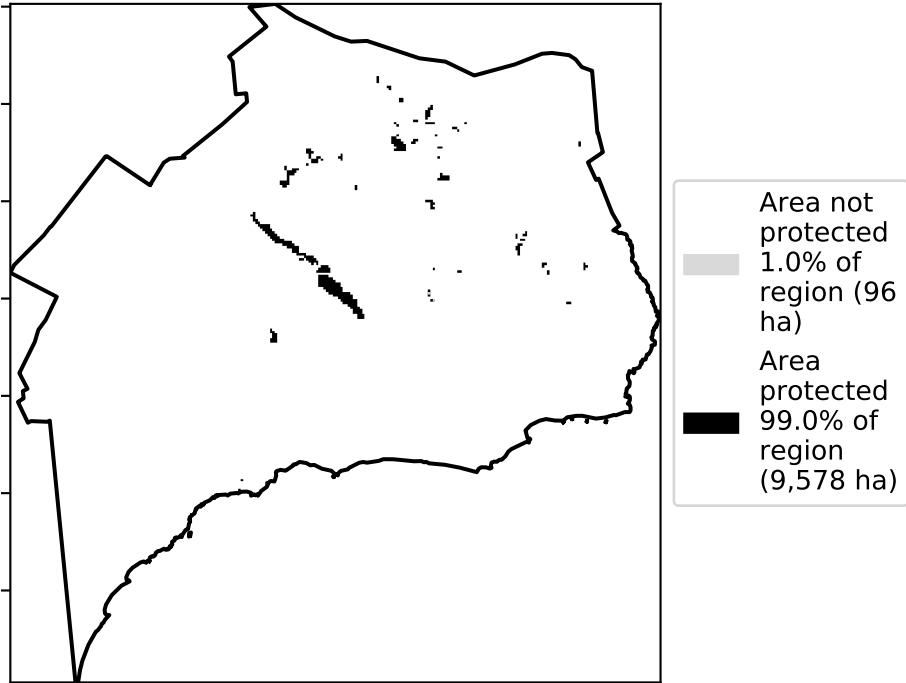 Area not
protected
1.0% of
region (96
ha)
Area
protected
99.0% of
region
(9,578 ha)